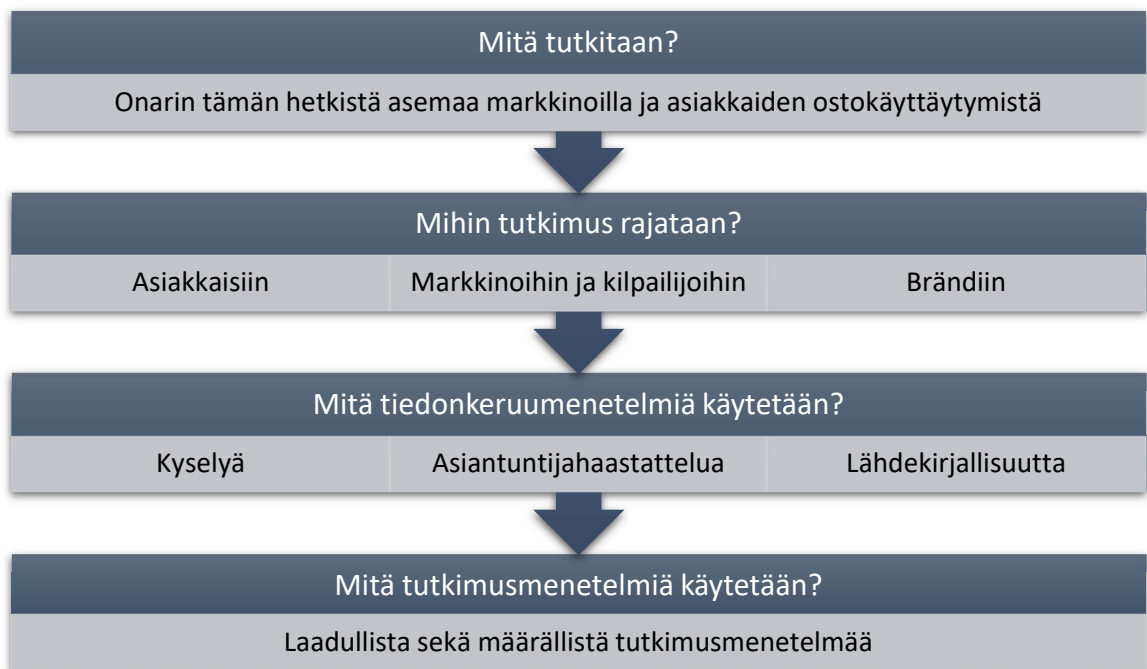 Mitä tutkitaan?
Onarin tämän hetkistä asemaa markkinoilla ja asiakkaiden ostokäyttäytymistä
Mihin tutkimus rajataan?
Asiakkaisiin
Markkinoihin ja kilpailijoihin
Brändiin
Mitä tiedonkeruumenetelmiä käytetään?
Kyselyä
Asiantuntijahaastattelua
Lähdekirjallisuutta
Mitä tutkimusmenetelmiä käytetään?
Laadullista sekä määrällistä tutkimusmenetelmää